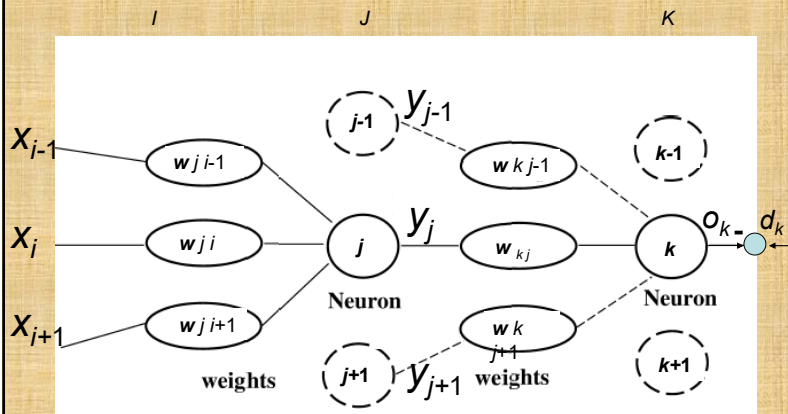 I J K
x i-1
x i
x i+1
w j i-1
w j i
w j i+1
weights
j-1
j
Neuron
j+1
y j-1
y j
y j+1
w k j-1
w k j
w k
j+1
weights
k-1
k
Neuron
k+1
o k - d k